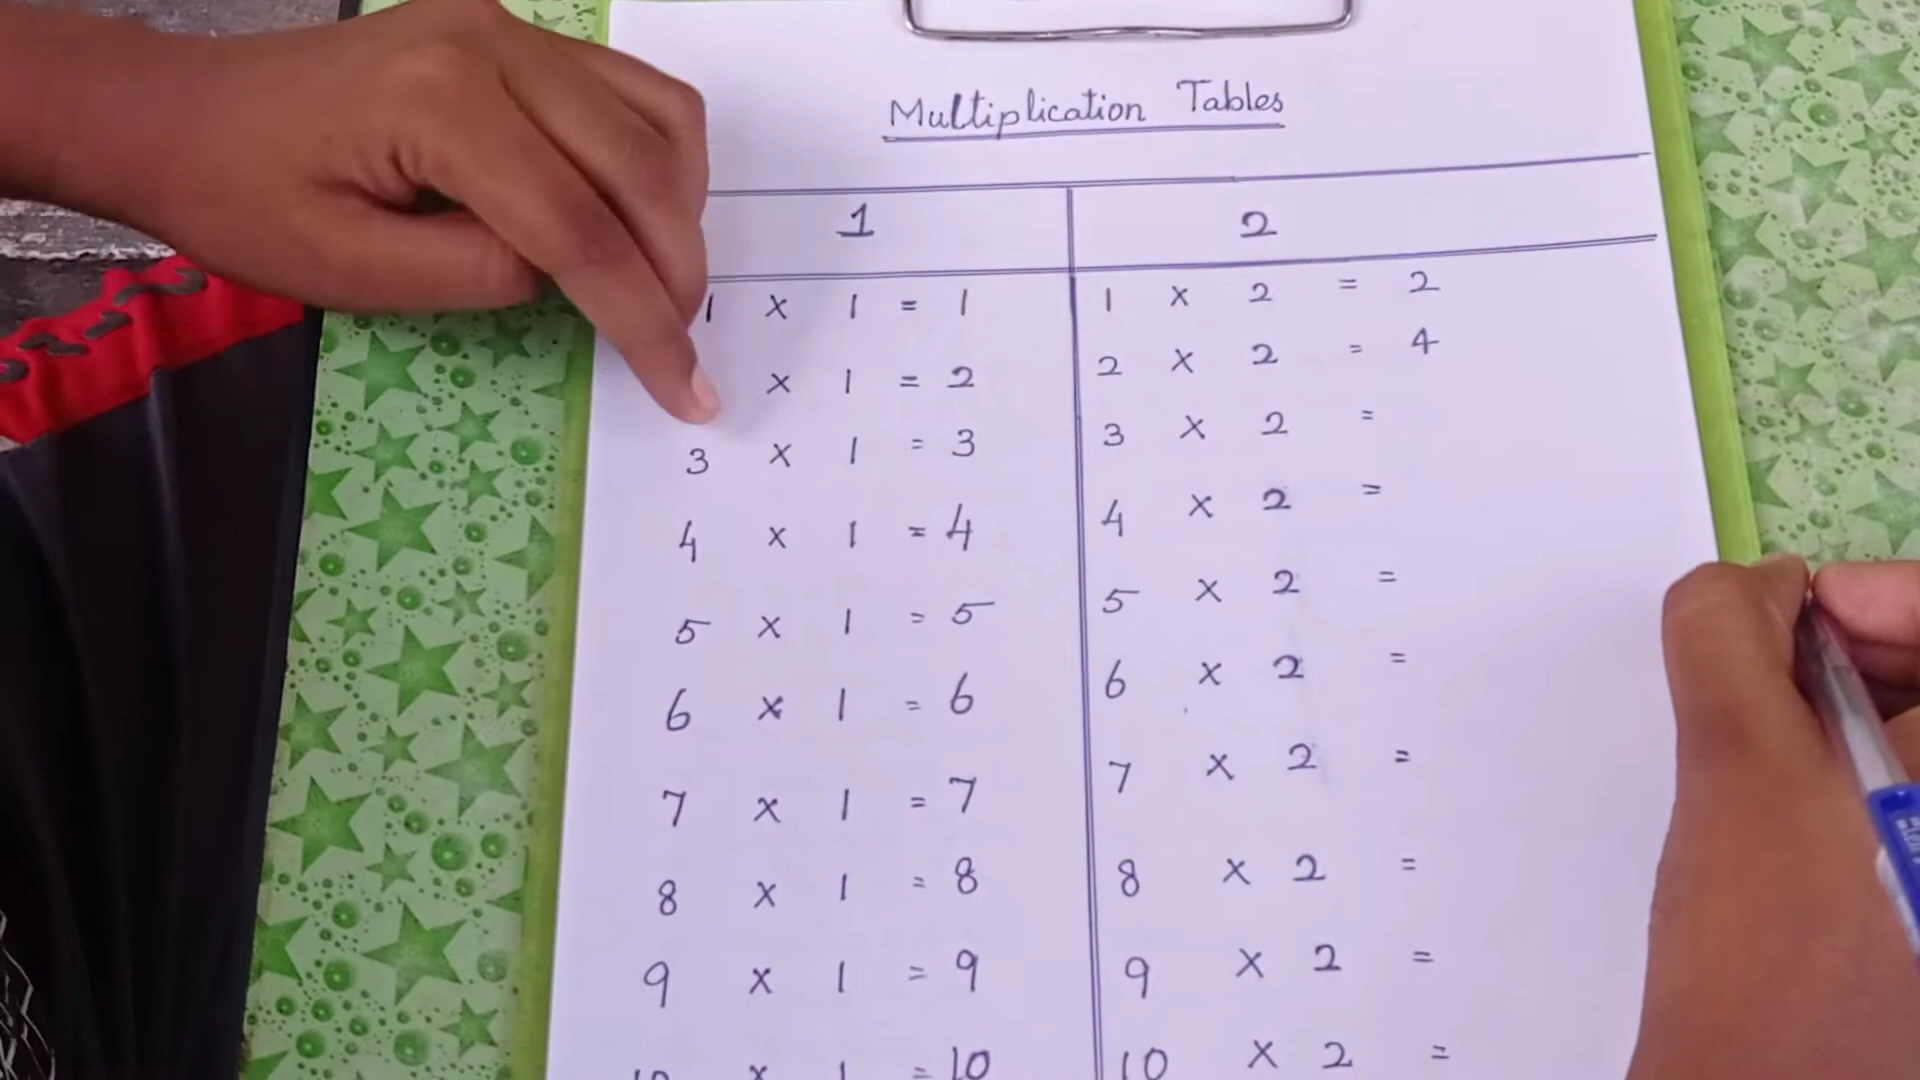 Multiplication Tables
1 2
1 x 1 = 1 1 x 2 = 2
x 1 = 2 2 x 2 = 4
3 x 1 = 3 3 x 2 =
4 x 1 = 4 4 x 2 =
5 x 1 = 5 5 x 2 =
6 x 1 = 6 6 x 2 =
7 x 1 = 7 7 x 2 =
8 x 1 = 8 8 x 2 =
9 x 1 = 9 9 x 2 =
10 x 1 = 10 10 x 2 =